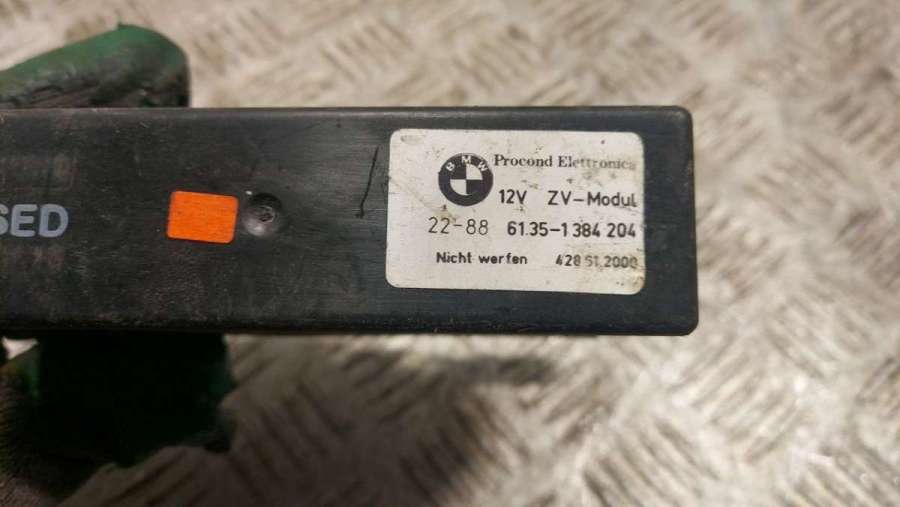 SED
BMW
Procond Elettronica
12V ZV-Modul
22-88 61.35-1 384 204
Nicht werfen 428 51.2000